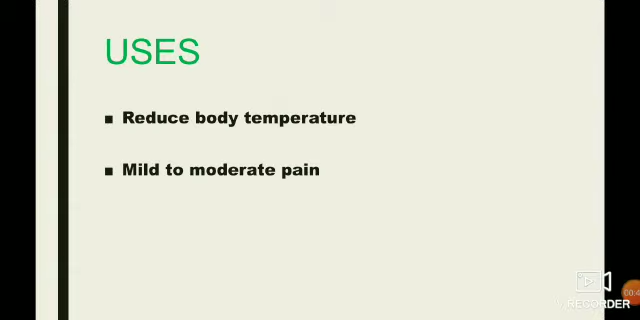 USES
▪ Reduce body temperature
▪ Mild to moderate pain
RECORDER